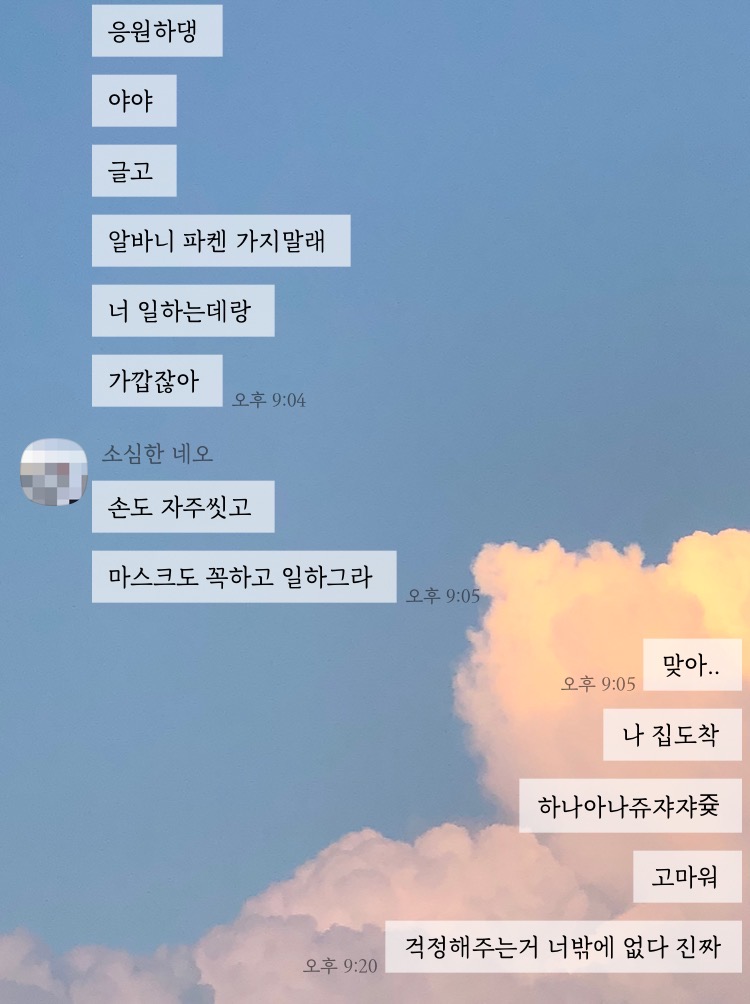 응원하댕
야야
글고
알바니 파켄 가지말래
너 일하는데랑
가깝잖아
오후 9:04
소심한 네오
손도 자주씻고
마스크도 꼭하고 일하그라
오후 9:05
맞아..
오후 9:05
나 집도착
하나아나쥬쟈쟈쥿
고마워
걱정해주는거 너밖에 없다 진짜
오후 9:20